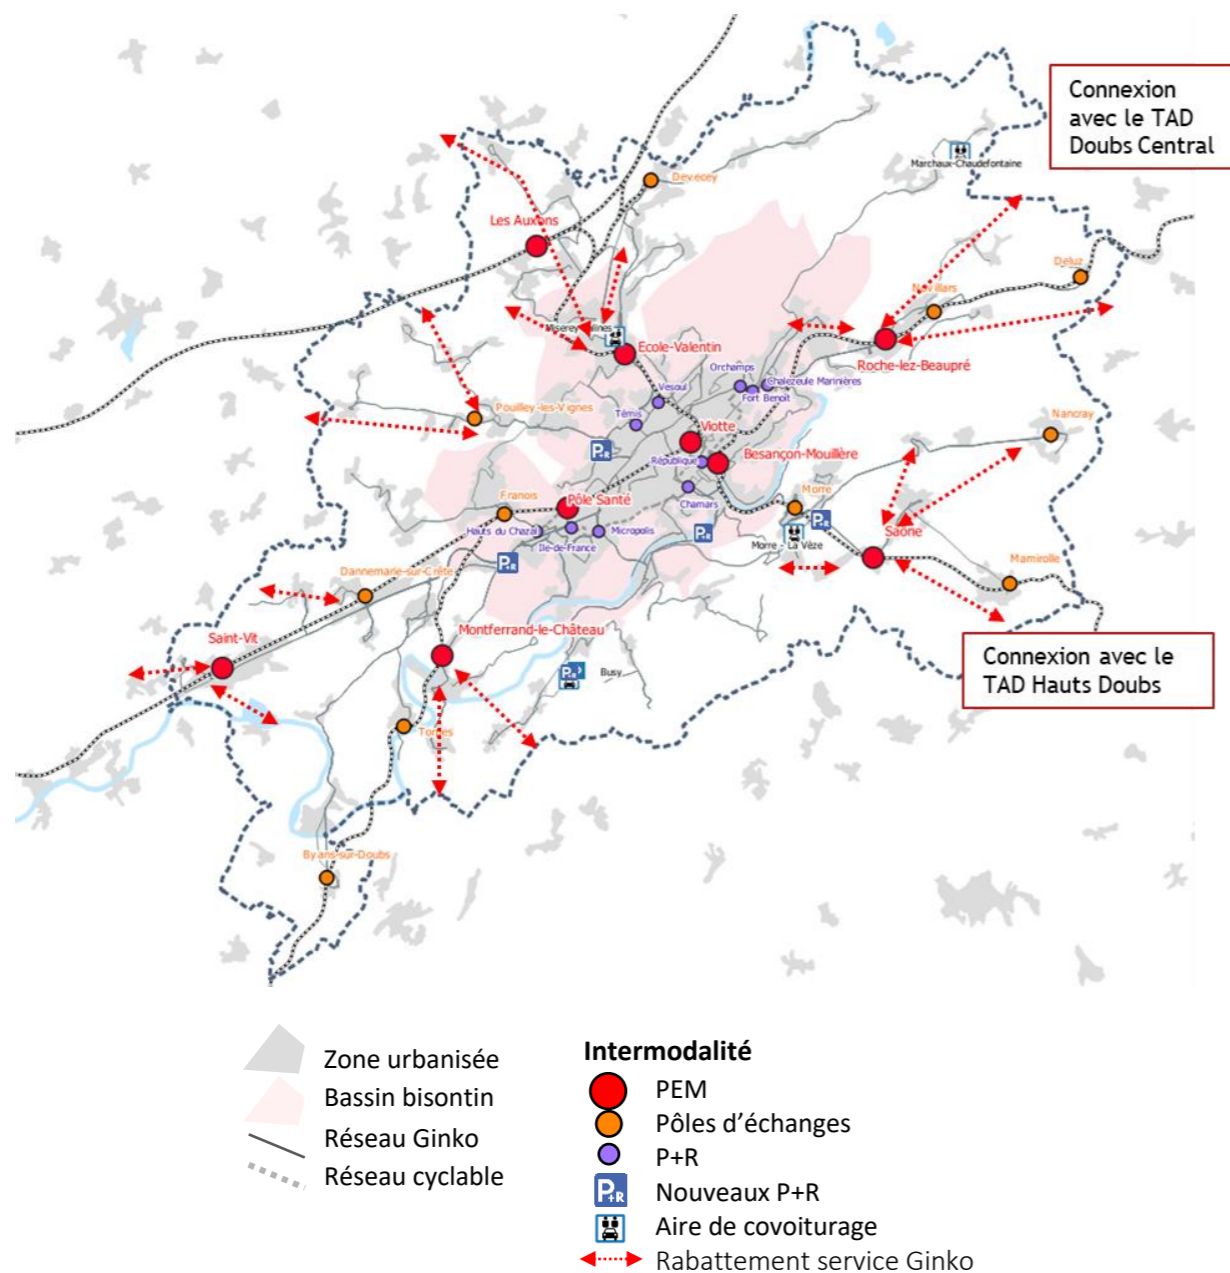 Connexion
avec le TAD
Doubs Central
Marchaux-Chaudefontaine
Devecey
Les Auxons
Deluz
Novillars
Miserey-Salines
Ecole-Valentin
Roche-lez-Beaupré
Orchamps
Chalezeule Marinières
Fort Benoit
Vesoul
Témis
Pouilley-les-Vignes
Nancray
Viotte
P+R
République
Besançon-Mouillère
Chamars
Morre
Franois
Pôle Santé
Hauts du Chazal
Micropolis
Ile-de-France
P+R
P+R
P+R
Morre - La Vèze
Saône
Mamirolle
Dannemarie-sur-Crête
Saint-Vit
Montferrand-le-Château
P+R
Busy
Connexion avec le
TAD Hauts Doubs
Torpes
Byans-sur-Doubs
Zone urbanisée
Bassin bisontin
Réseau Ginko
Réseau cyclable
Intermodalité
PEM
Pôles d’échanges
P+R
P+R
Nouveaux P+R
Aire de covoiturage
Rabattement service Ginko